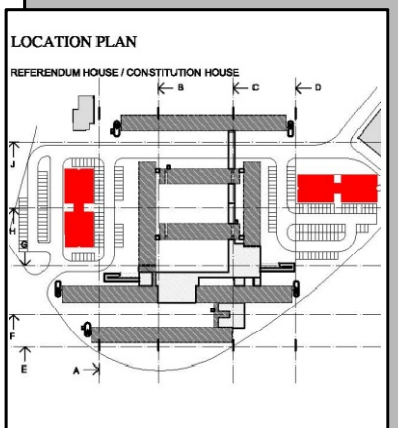 LOCATION PLAN
REFERENDUM HOUSE / CONSTITUTION HOUSE
B
C
D
J
H
G
F
E
A